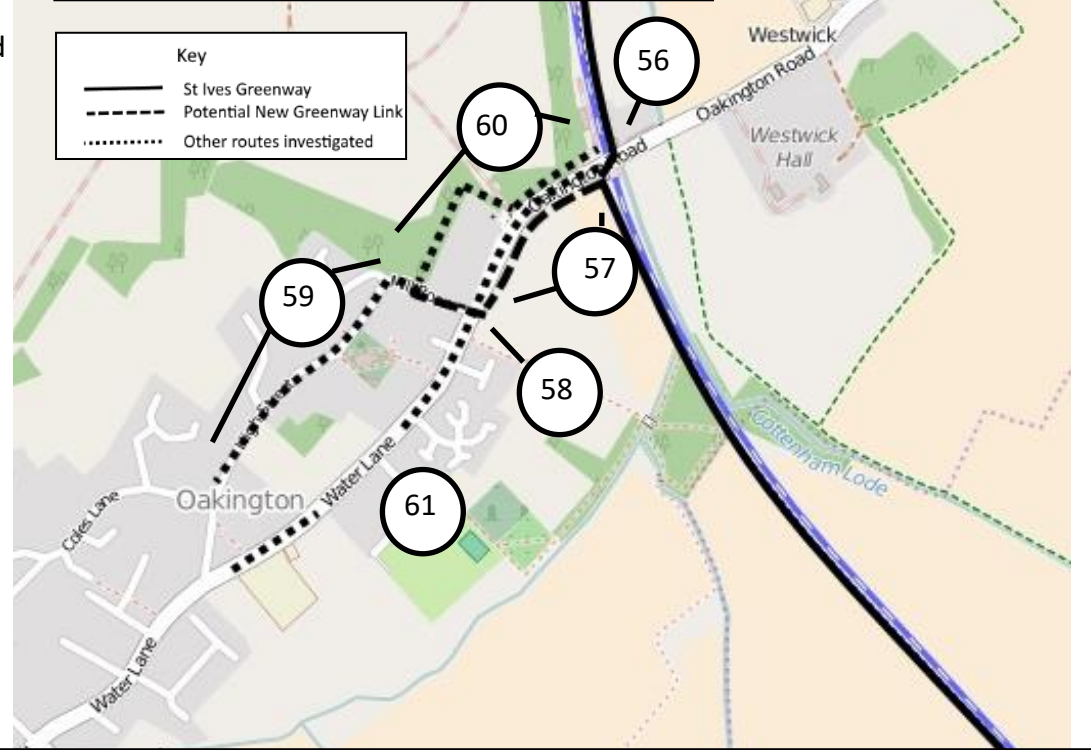 d
Key
St Ives Greenway
Potential New Greenway Link
Other routes investigated
56
Westwick
Oakington Road
60
Westwick
Hall
Road
59
57
58
Cottenham Lode
Water Lane
61
Oakington
Coles Lane
Water Lane